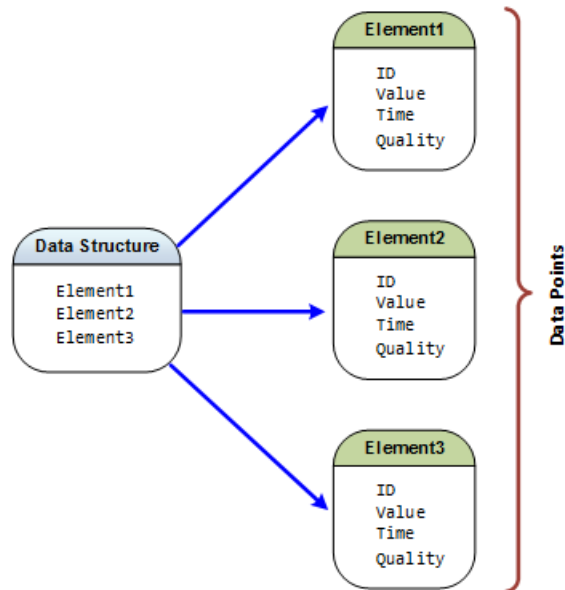 Element1
ID
Value
Time
Quality
Data Structure
Element1
Element2
Element3
Element2
ID
Value
Time
Quality
Element3
ID
Value
Time
Quality
Data Points